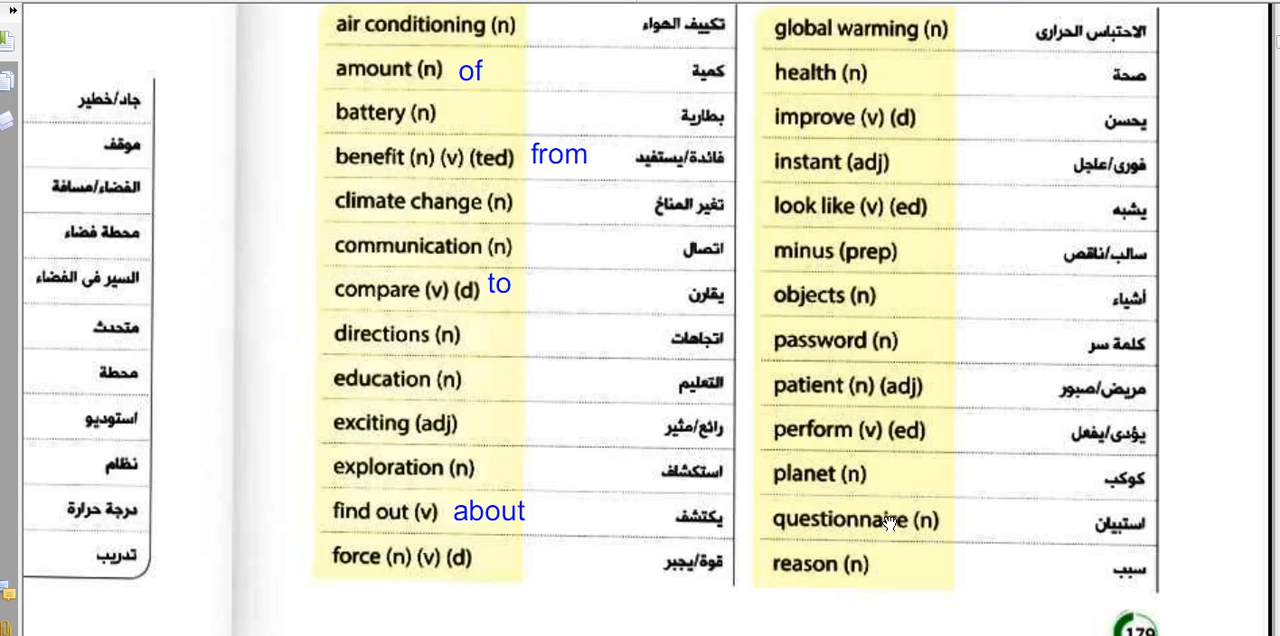 جاد/خطير
موقف
الفضاء/مسافة
محطة فضاء
السير فى الفضاء
متحدث
محطة
استوديو
نظام
درجة حرارة
تدريب
air conditioning (n) تكييف الهواء
amount (n) of كمية
battery (n) بطارية
benefit (n) (v) (ted) from فائدة/يستفيد
climate change (n) تغير المناخ
communication (n) اتصال
compare (v) (d) to يقارن
directions (n) اتجاهات
education (n) التعليم
exciting (adj) رائع/مثير
exploration (n) استكشاف
find out (v) about يكتشف
force (n) (v) (d) قوة/يجبر
global warming (n) الاحتباس الحرارى
health (n) صحة
improve (v) (d) يحسن
instant (adj) فورى/عاجل
look like (v) (ed) يشبه
minus (prep) سالب/ناقص
objects (n) أشياء
password (n) كلمة سر
patient (n) (adj) مريض/صبور
perform (v) (ed) يؤدى/يفعل
planet (n) كوكب
questionnaire (n) استبيان
reason (n) سبب
179